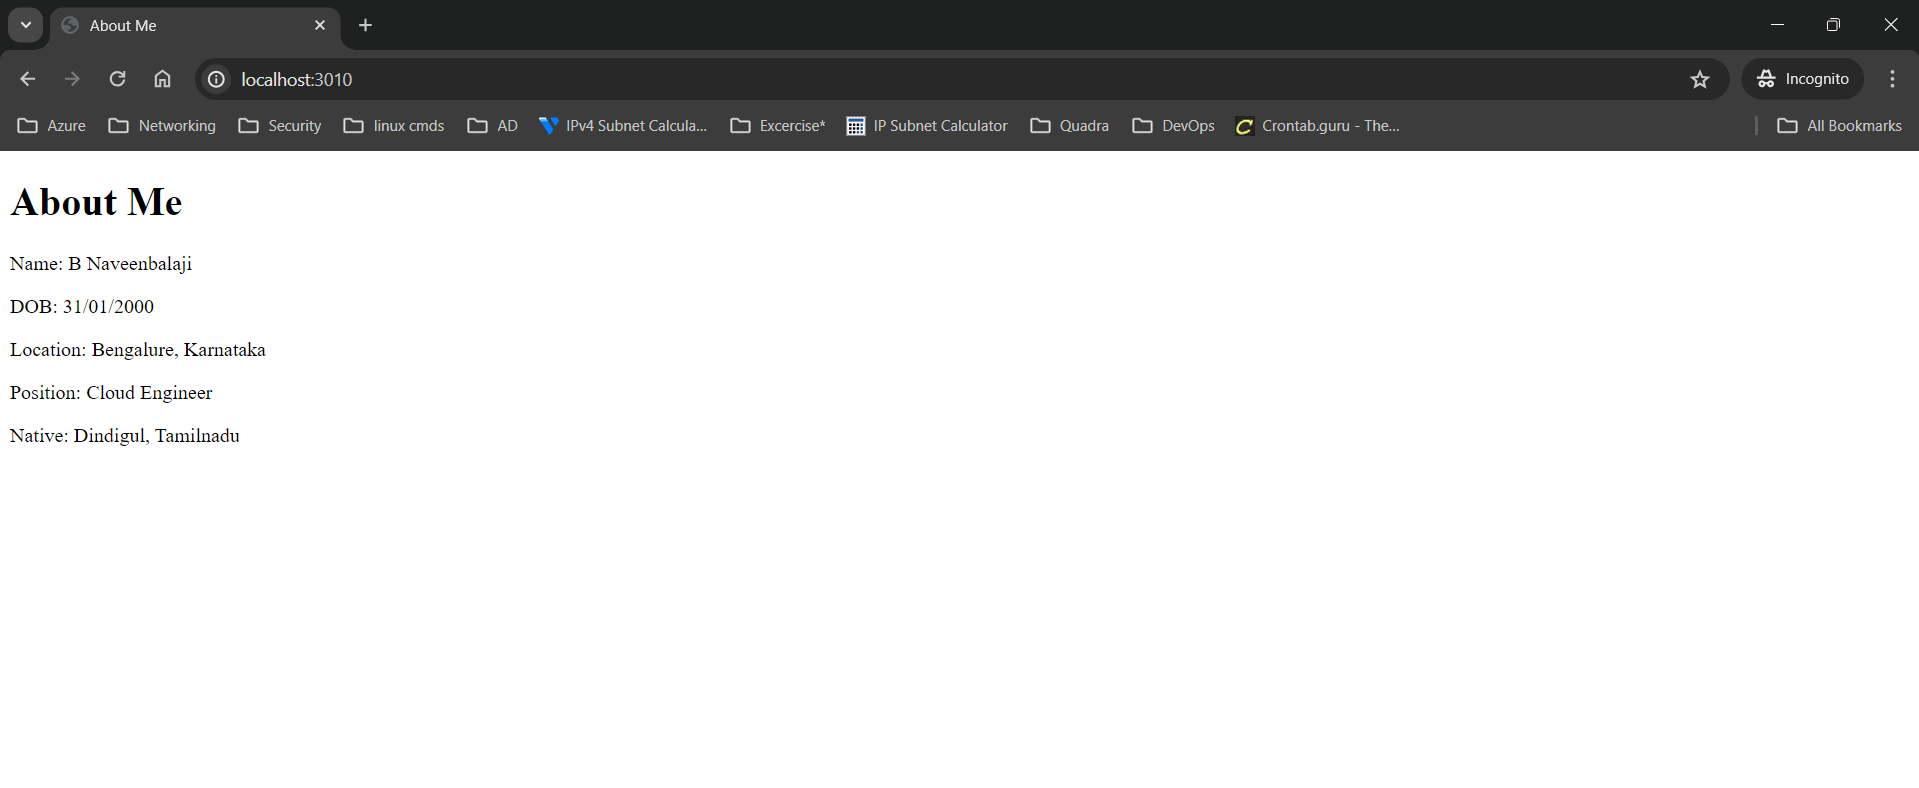 About Me
localhost:3010
Incognito
Azure Networking Security linux cmds AD IPv4 Subnet Calcula... Excercise* IP Subnet Calculator Quadra DevOps Crontab.guru - The... All Bookmarks
About Me
Name: B Naveenbalaji
DOB: 31/01/2000
Location: Bengalure, Karnataka
Position: Cloud Engineer
Native: Dindigul, Tamilnadu